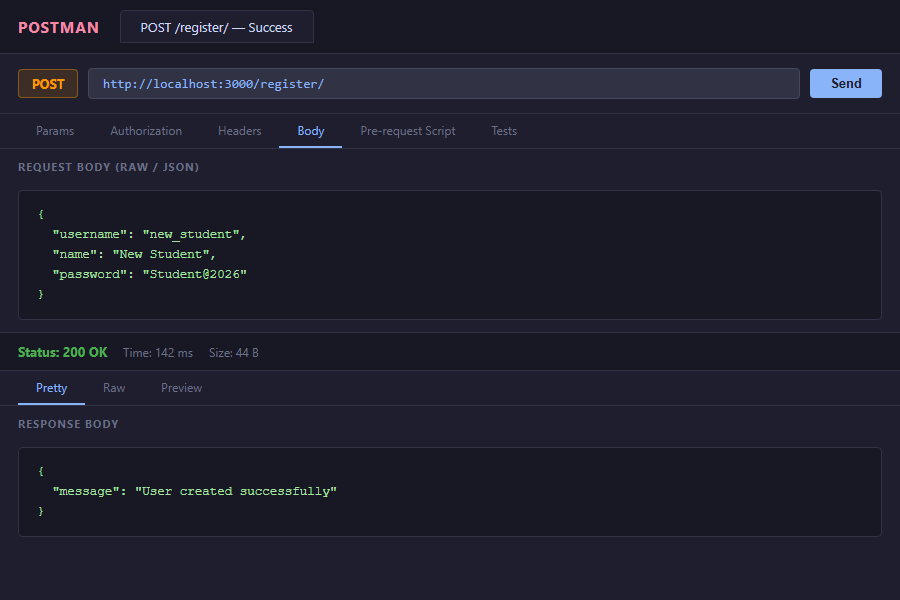 POSTMAN
POST /register/ — Success
POST
http://localhost:3000/register/
Send
Params Authorization Headers Body Pre-request Script Tests
REQUEST BODY (RAW / JSON)
{
  "username": "new_student",
  "name": "New Student",
  "password": "Student@2026"
}
Status: 200 OK Time: 142 ms Size: 44 B
Pretty Raw Preview
RESPONSE BODY
{
  "message": "User created successfully"
}